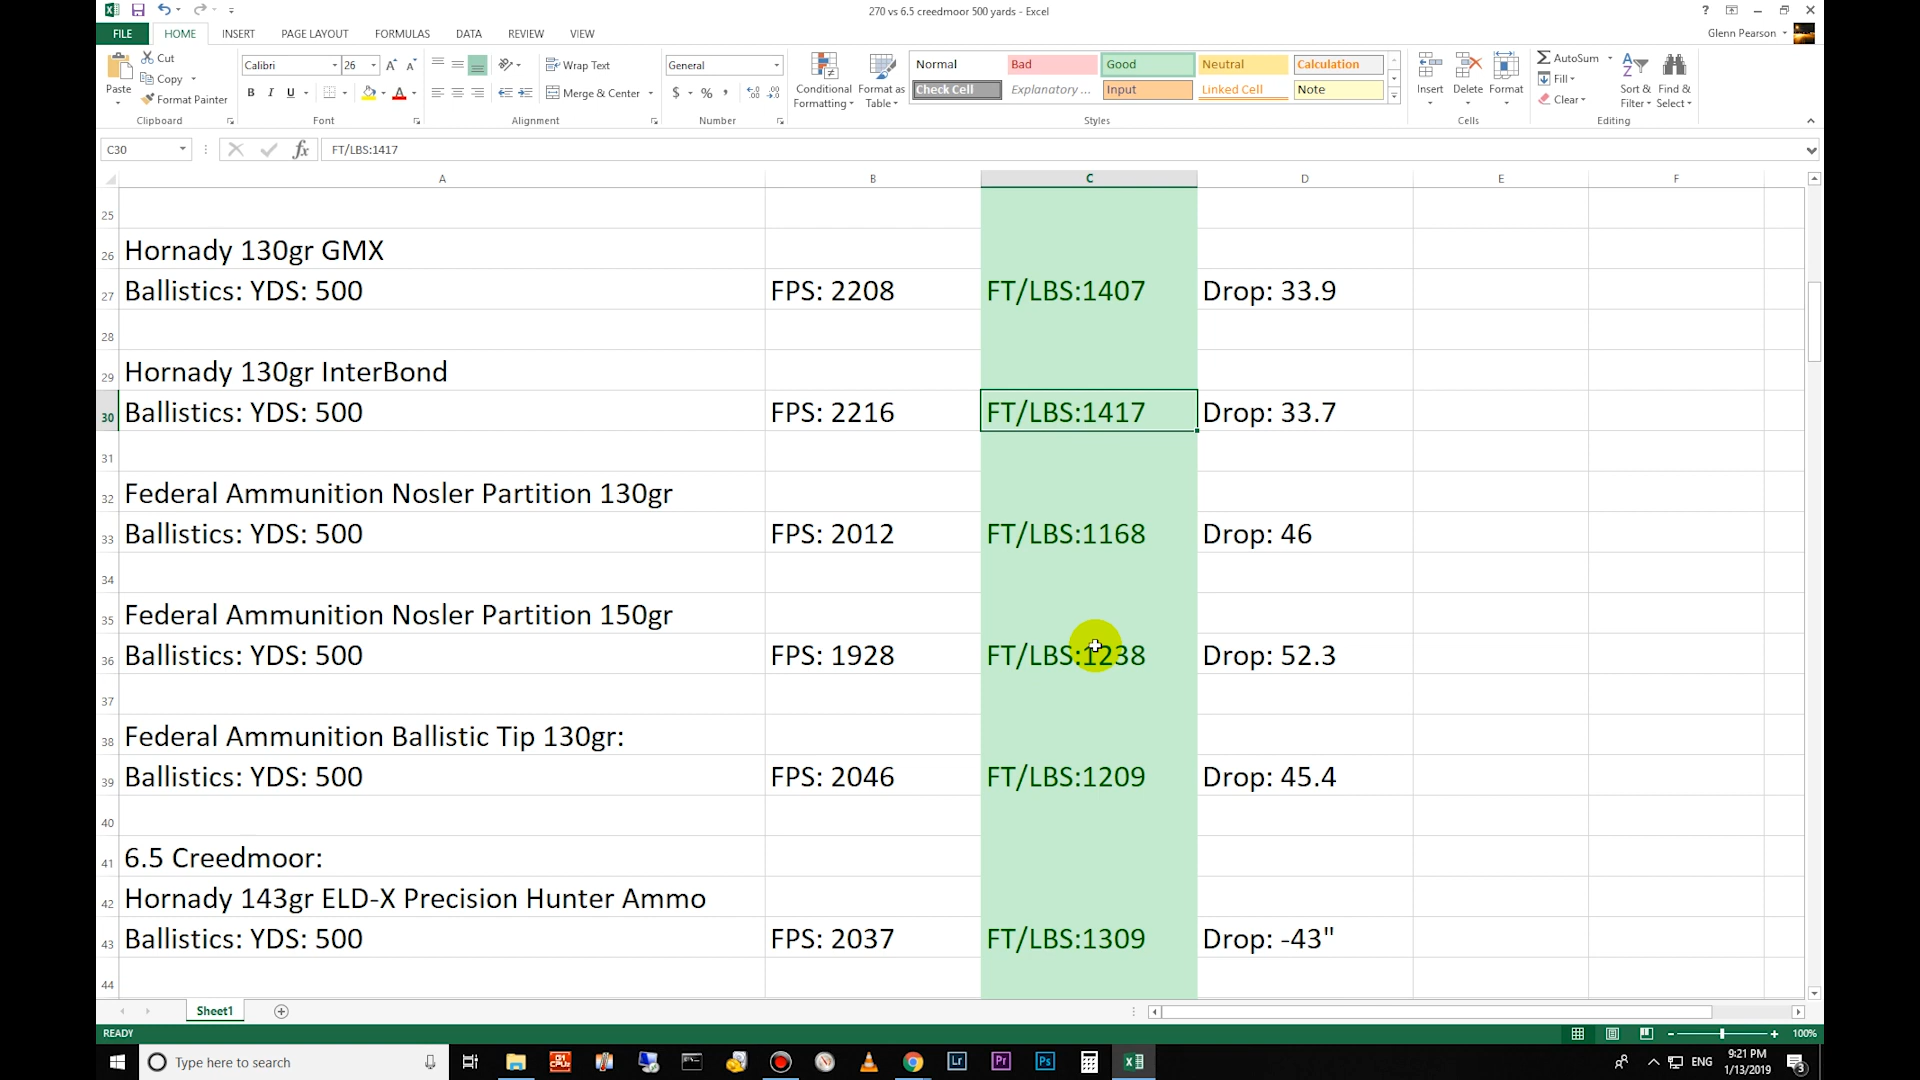 270 vs 6.5 creedmoor 500 yards - Excel
?
FILE HOME INSERT PAGE LAYOUT FORMULAS DATA REVIEW VIEW
Glenn Pearson
Paste
Cut
Copy
Format Painter
Clipboard
Calibri 26
B I U
Font
Wrap Text
Merge & Center
Alignment
General
$ % ,
Number
Conditional Formatting
Format as Table
Normal Bad Good Neutral Calculation
Check Cell Explanatory ... Input Linked Cell Note
Styles
Insert Delete Format
Cells
AutoSum
Fill
Clear
Sort & Filter
Find & Select
Editing
C30 fx FT/LBS:1417
A B C D E F
25
26 Hornady 130gr GMX
27 Ballistics: YDS: 500 FPS: 2208 FT/LBS:1407 Drop: 33.9
28
29 Hornady 130gr InterBond
30 Ballistics: YDS: 500 FPS: 2216 FT/LBS:1417 Drop: 33.7
31
32 Federal Ammunition Nosler Partition 130gr
33 Ballistics: YDS: 500 FPS: 2012 FT/LBS:1168 Drop: 46
34
35 Federal Ammunition Nosler Partition 150gr
36 Ballistics: YDS: 500 FPS: 1928 FT/LBS:1238 Drop: 52.3
37
38 Federal Ammunition Ballistic Tip 130gr:
39 Ballistics: YDS: 500 FPS: 2046 FT/LBS:1209 Drop: 45.4
40
41 6.5 Creedmoor:
42 Hornady 143gr ELD-X Precision Hunter Ammo
43 Ballistics: YDS: 500 FPS: 2037 FT/LBS:1309 Drop: -43"
44
Sheet1
READY 100%
Type here to search
Lr Pr Ps
ENG
9:21 PM
1/13/2019
3